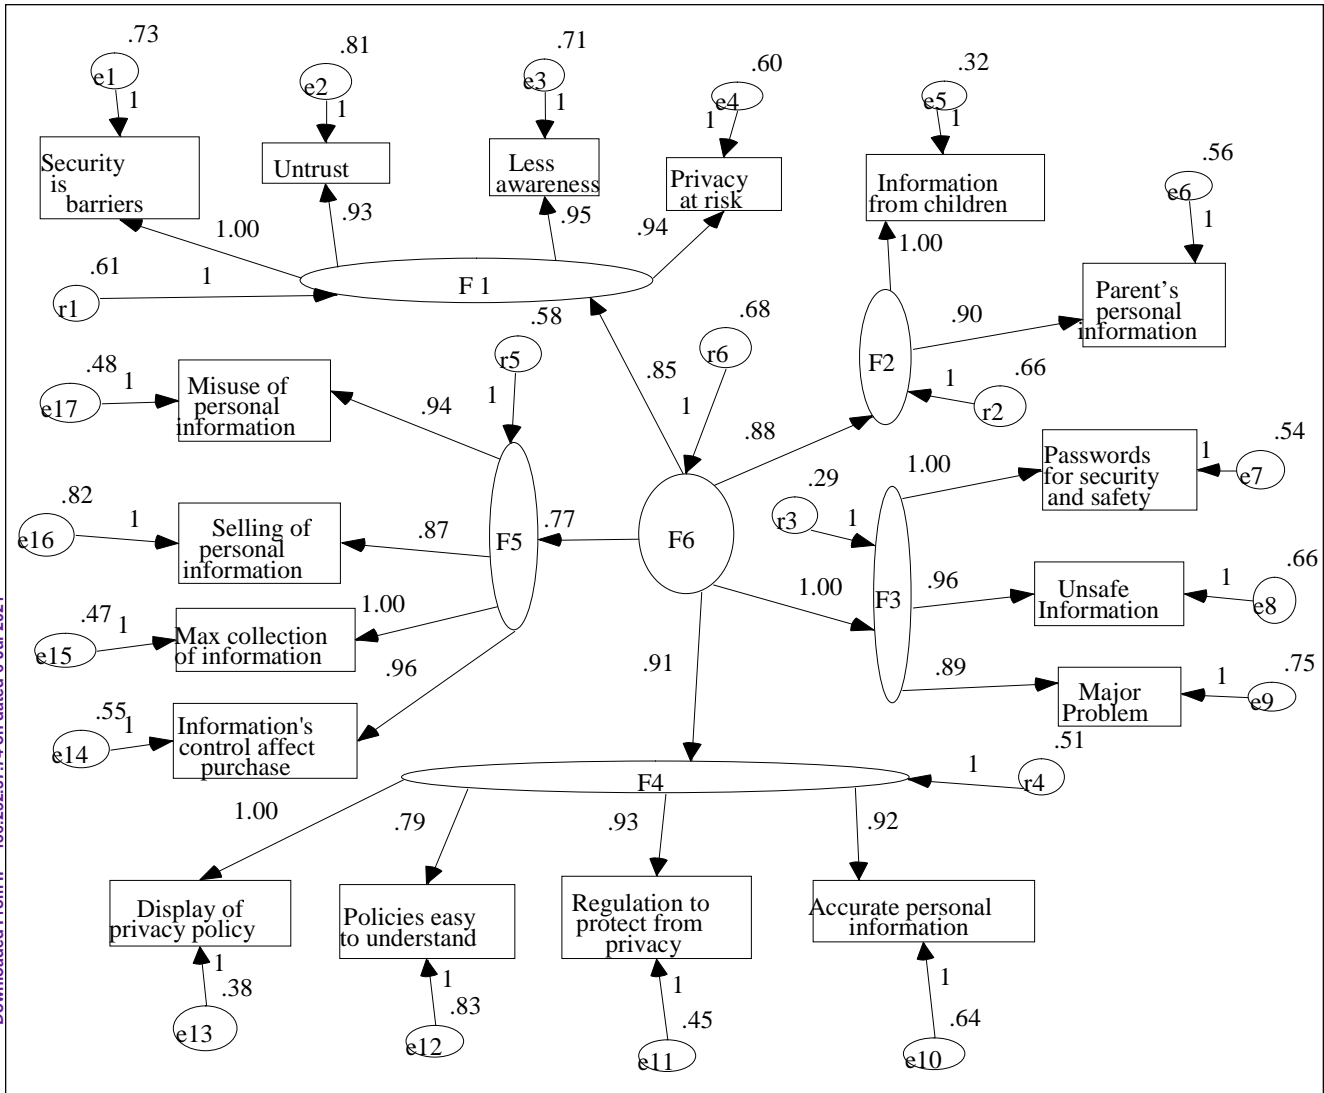 .73
.81
.71
.60
.32
e1
e2
e3
e4
e5
1
1
1
1
1
Security
is
barriers
Untrust
Less
awareness
Privacy
at risk
Information
from children
.56
e6
1
1.00
.93
.95
.94
1.00
.61
r1
1
F 1
Parent's
personal
information
.90
F2
1
.66
r2
.58
r5
1
.68
r6
1
.85
.88
.48
e17
1
Misuse of
personal
information
.94
.82
e16
1
Selling of
personal
information
.87
F5
.77
F6
.29
r3
1
1.00
Passwords
for security
and safety
1
.54
e7
F3
1.00
.96
Unsafe
Information
1
.66
e8
.47
e15
1
Max collection
of information
1.00
.96
.91
.89
Major
Problem
1
.75
e9
.55
e14
1
Information's
control affect
purchase
F4
1
.51
r4
1.00
.79
.93
.92
Display of
privacy policy
Policies easy
to understand
Regulation to
protect from
privacy
Accurate personal
information
1
.38
e13
1
.83
e12
1
.45
e11
1
.64
e10